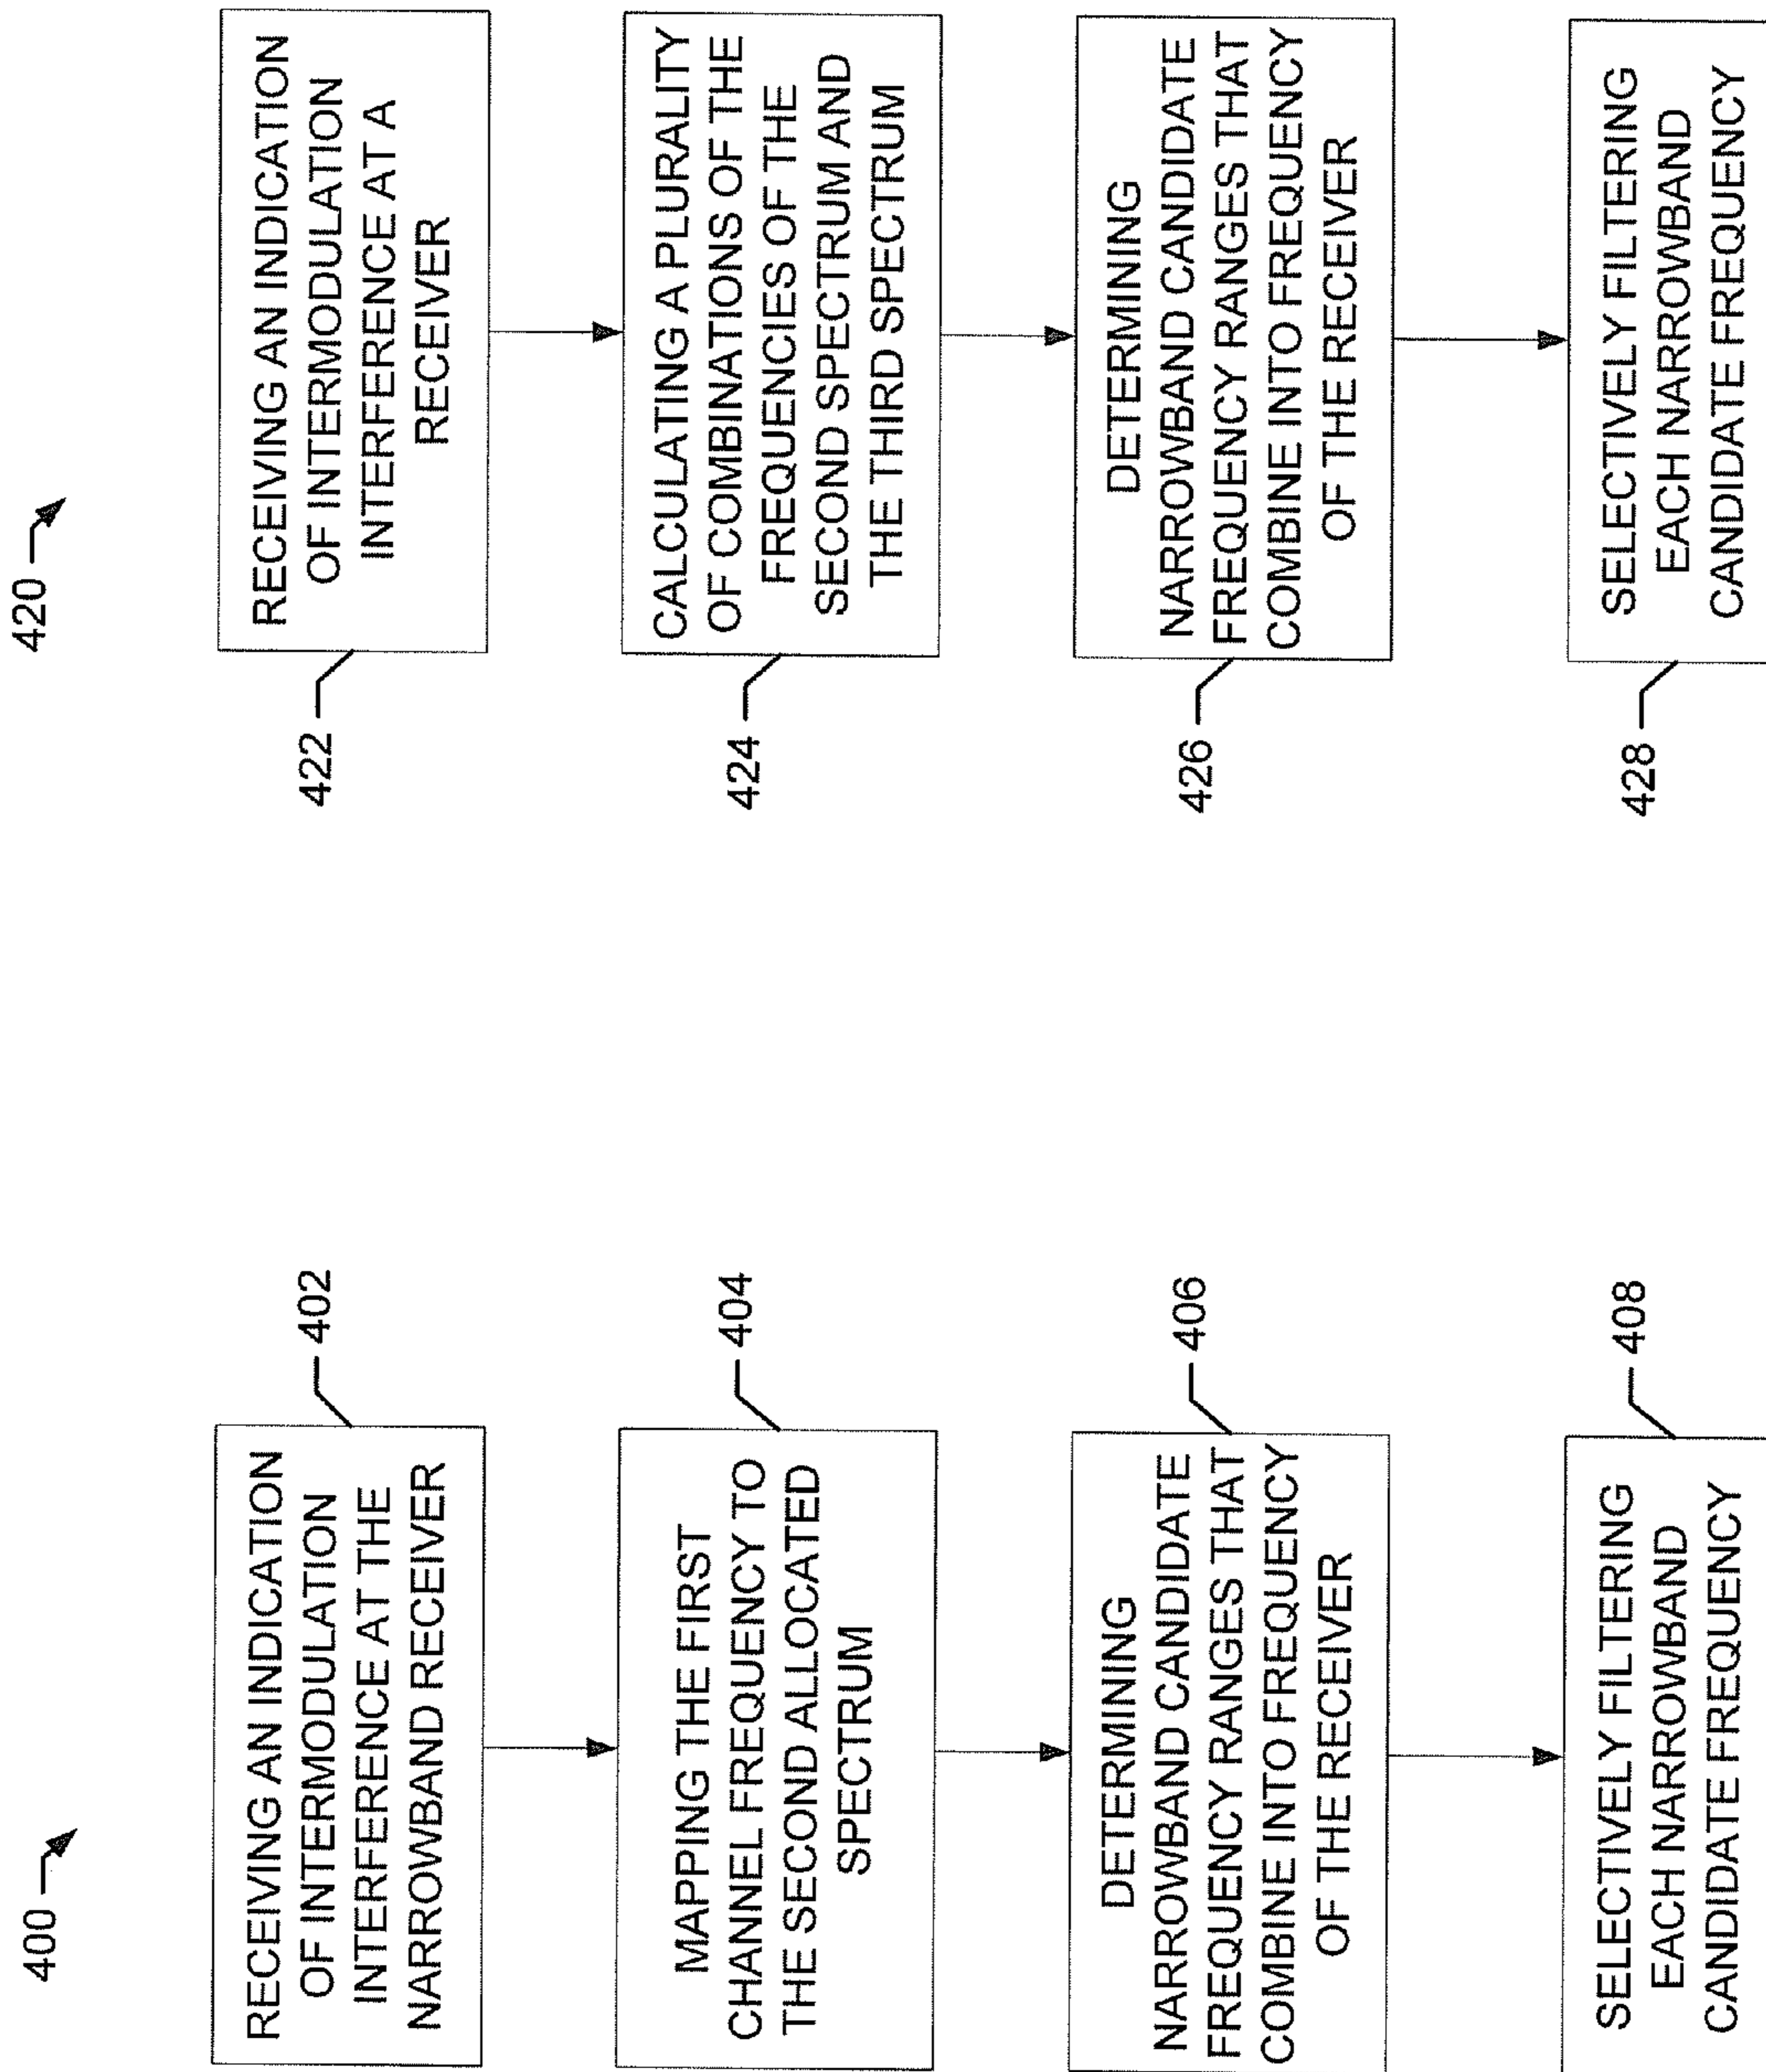 400
RECEIVING AN INDICATION
OF INTERMODULATION
INTERFERENCE AT THE
NARROWBAND RECEIVER
402
MAPPING THE FIRST
CHANNEL FREQUENCY TO
THE SECOND ALLOCATED
SPECTRUM
404
DETERMINING
NARROWBAND CANDIDATE
FREQUENCY RANGES THAT
COMBINE INTO FREQUENCY
OF THE RECEIVER
406
SELECTIVELY FILTERING
EACH NARROWBAND
CANDIDATE FREQUENCY
408
420
RECEIVING AN INDICATION
OF INTERMODULATION
INTERFERENCE AT A
RECEIVER
422
CALCULATING A PLURALITY
OF COMBINATIONS OF THE
FREQUENCIES OF THE
SECOND SPECTRUM AND
THE THIRD SPECTRUM
424
DETERMINING
NARROWBAND CANDIDATE
FREQUENCY RANGES THAT
COMBINE INTO FREQUENCY
OF THE RECEIVER
426
SELECTIVELY FILTERING
EACH NARROWBAND
CANDIDATE FREQUENCY
428